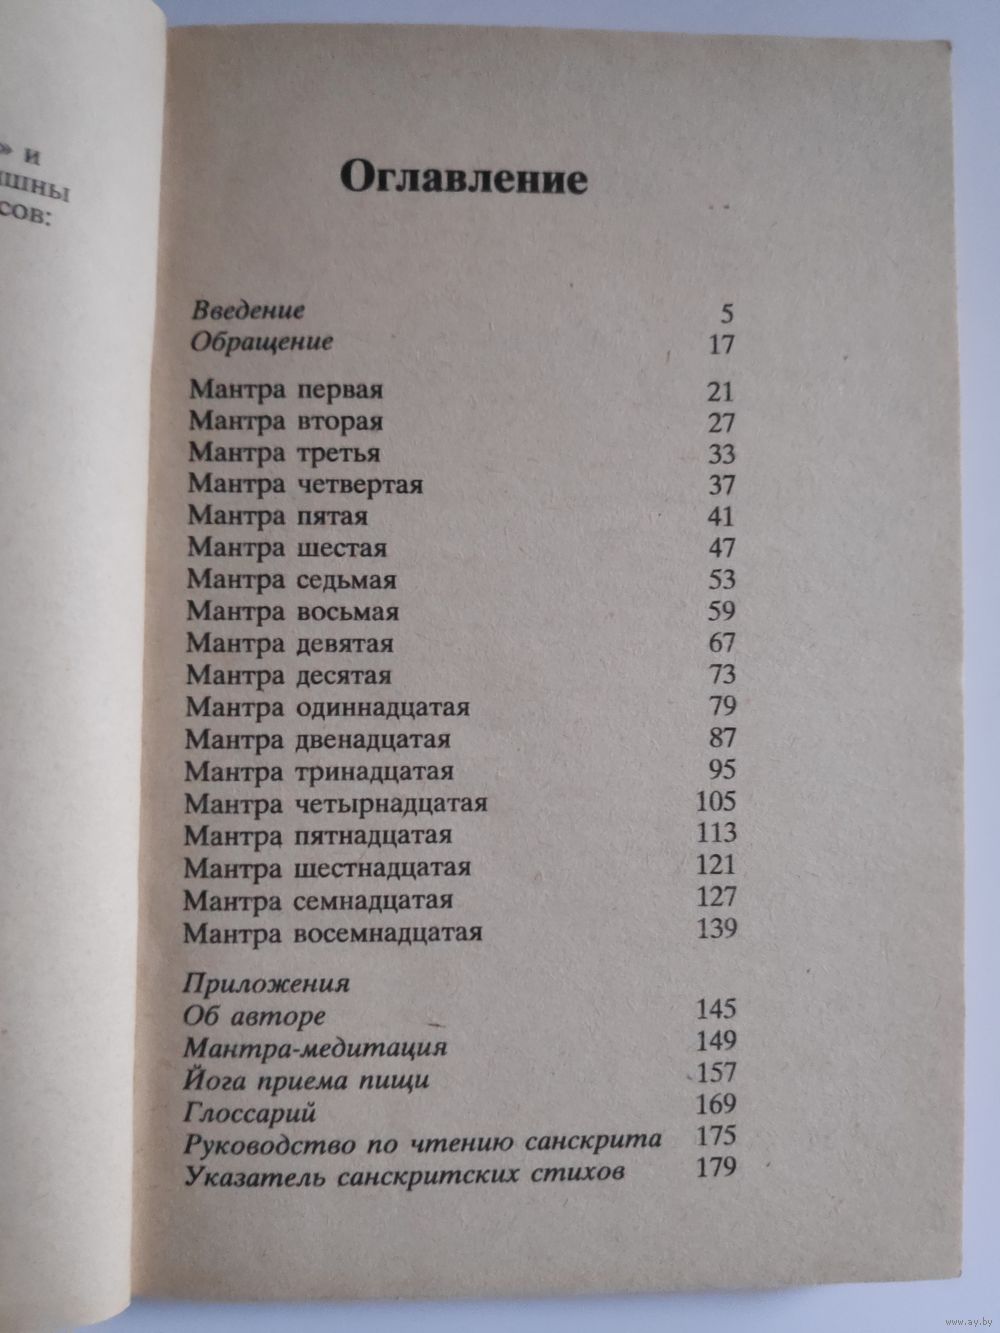 » и
сов:
Оглавление
Введение 5
Обращение 17
Мантра первая 21
Мантра вторая 27
Мантра третья 33
Мантра четвертая 37
Мантра пятая 41
Мантра шестая 47
Мантра седьмая 53
Мантра восьмая 59
Мантра девятая 67
Мантра десятая 73
Мантра одиннадцатая 79
Мантра двенадцатая 87
Мантра тринадцатая 95
Мантра четырнадцатая 105
Мантра пятнадцатая 113
Мантра шестнадцатая 121
Мантра семнадцатая 127
Мантра восемнадцатая 139
Приложения
Об авторе 145
Мантра-медитация 149
Йога приема пищи 157
Глоссарий 169
Руководство по чтению санскрита 175
Указатель санскритских стихов 179
www.ay.by